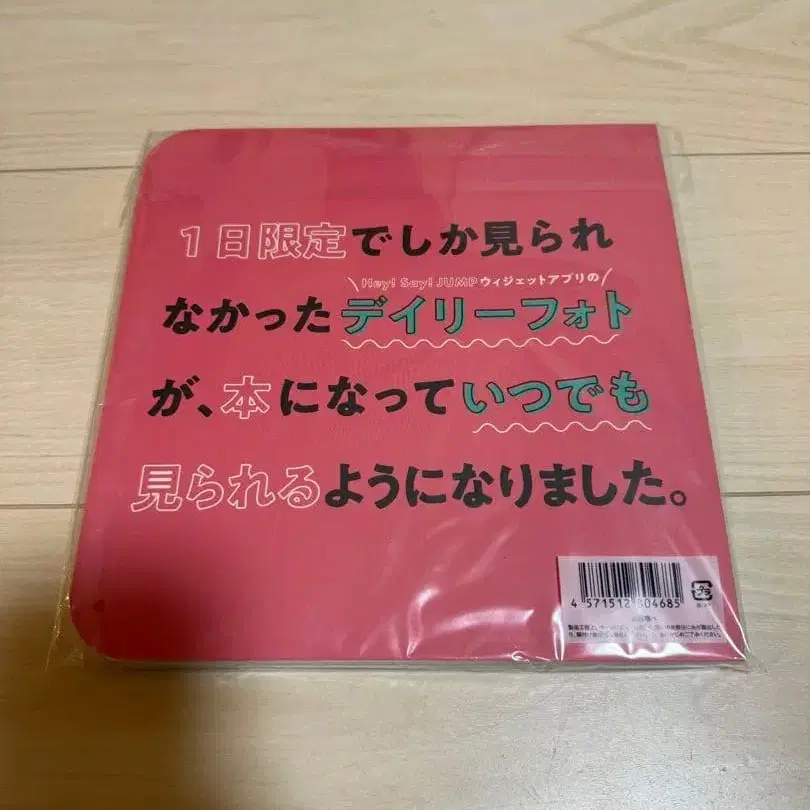 1日限定でしか見られ
\Hey! Say! JUMPウィジェットアプリの/
なかったデイリーフォト
が、本になっていつでも
見られるようになりました。
4 571512 804685